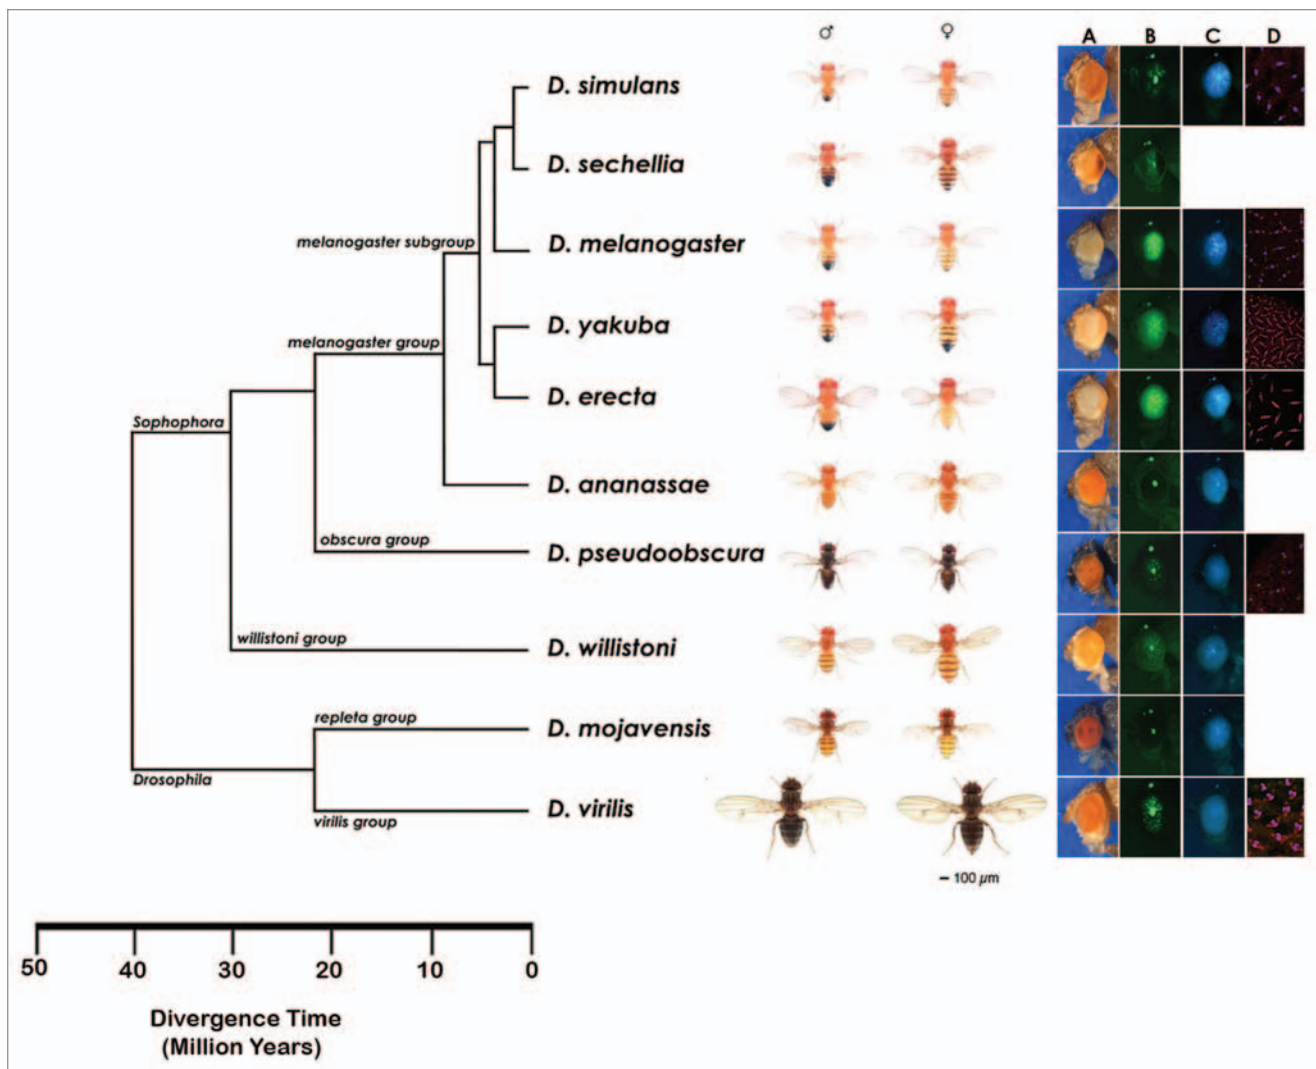 ♂ ♀ A B C D
D. simulans
D. sechellia
melanogaster subgroup
D. melanogaster
D. yakuba
melanogaster group
D. erecta
Sophophora
D. ananassae
obscura group
D. pseudoobscura
willistoni group
D. willistoni
repleta group
D. mojavensis
Drosophila
D. virilis
virilis group
– 100 µm
50 40 30 20 10 0
Divergence Time
(Million Years)